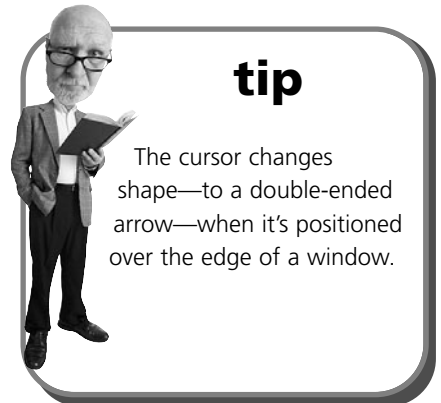 tip
The cursor changes
shape—to a double-ended
arrow—when it's positioned
over the edge of a window.